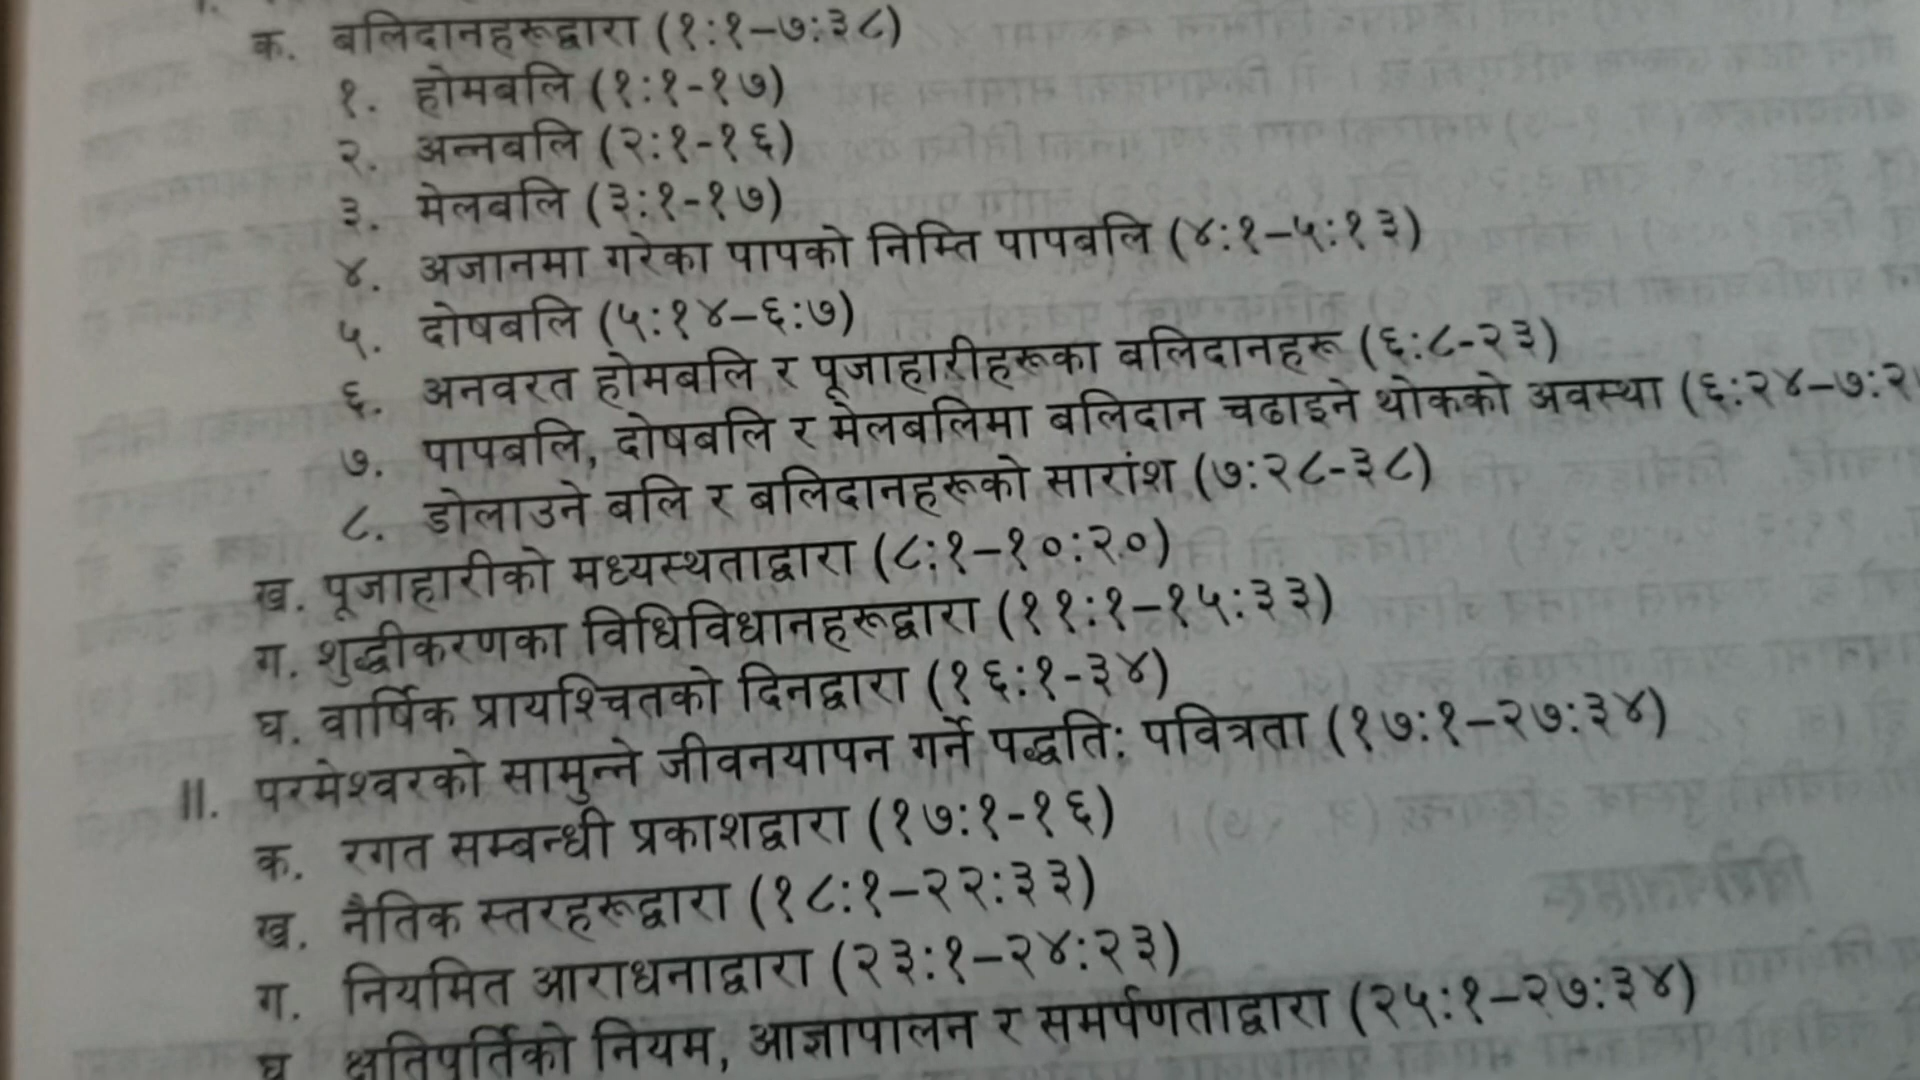 क. बलिदानहरूद्वारा (१:१–७:३८)
१. होमबलि (१:१-१७)
२. अन्नबलि (२:१-१६)
३. मेलबलि (३:१-१७)
४. अजानमा गरेका पापको निम्ति पापबलि (४:१–५:१३)
५. दोषबलि (५:१४–६:७)
६. अनवरत होमबलि र पूजाहारीहरूका बलिदानहरू (६:८-२३)
७. पापबलि, दोषबलि र मेलबलिमा बलिदान चढाइने थोकको अवस्था (६:२४–७:२
८. डोलाउने बलि र बलिदानहरूको सारांश (७:२८-३८)
ख. पूजाहारीको मध्यस्थताद्वारा (८:१–१०:२०)
ग. शुद्धीकरणका विधिविधानहरूद्वारा (११:१–१५:३३)
घ. वार्षिक प्रायश्चितको दिनद्वारा (१६:१-३४)
II. परमेश्वरको सामुन्ने जीवनयापन गर्ने पद्धति: पवित्रता (१७:१–२७:३४)
क. रगत सम्बन्धी प्रकाशद्वारा (१७:१-१६)
ख. नैतिक स्तरहरूद्वारा (१८:१–२२:३३)
ग. नियमित आराधनाद्वारा (२३:१–२४:२३)
घ क्षतिपूर्तिको नियम, आज्ञापालन र समर्पणताद्वारा (२५:१–२७:३४)